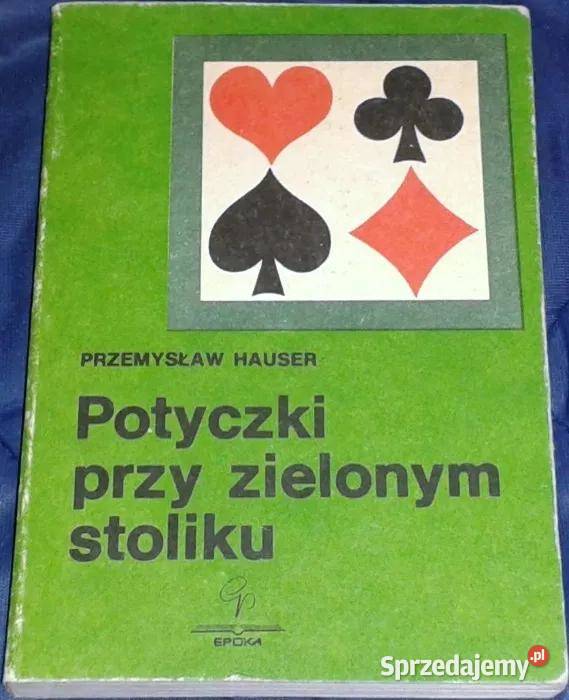 PRZEMYSŁAW HAUSER
Potyczki
przy zielonym
stoliku
EPOKA
Sprzedajemy.pl